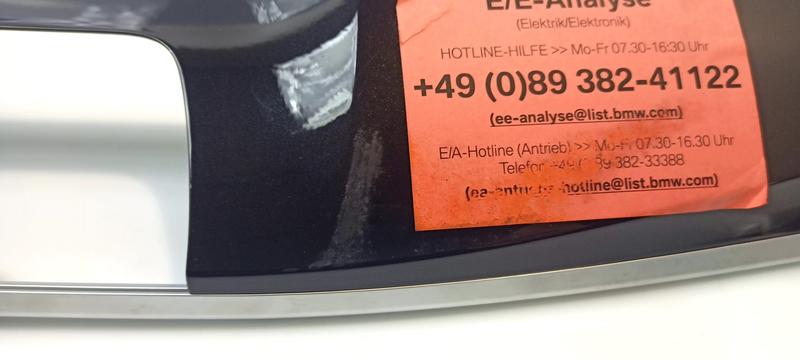 E/E-Analyse
(Elektrik/Elektronik)
HOTLINE-HILFE >> Mo-Fr 07.30-16:30 Uhr
+49 (0)89 382-41122
(ee-analyse@list.bmw.com)
E/A-Hotline (Antrieb) >> Mo-Fr 07.30-16.30 Uhr
Telefon 89 382-33388
hotline@list.bmw.com)